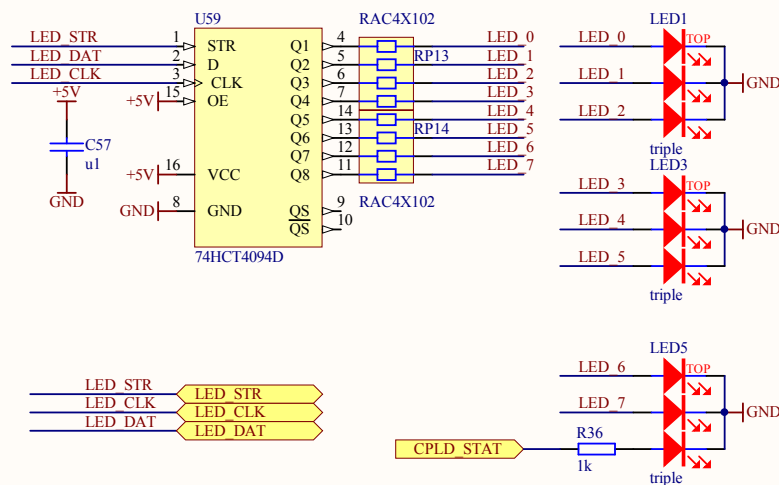 U59
RAC4X102
LED1
LED_STR 1 STR Q1 4 LED_0 LED_0 TOP
LED_DAT 2 D Q2 5 RP13 LED_1
LED_CLK 3 CLK Q3 6 LED_2 LED_1 GND
+5V +5V 15 OE Q4 7 LED_3
Q5 14 LED_4 LED_2
C57 Q6 13 RP14 LED_5 triple
u1 Q7 12 LED_6 LED3
+5V 16 VCC Q8 11 LED_7 LED_3 TOP
GND RAC4X102
GND 8 GND QS 9 LED_4 GND
QS 10
74HCT4094D LED_5
triple
LED5
LED_6 TOP
LED_STR LED_STR
LED_CLK LED_CLK LED_7 GND
LED_DAT LED_DAT R36
CPLD_STAT
1k triple